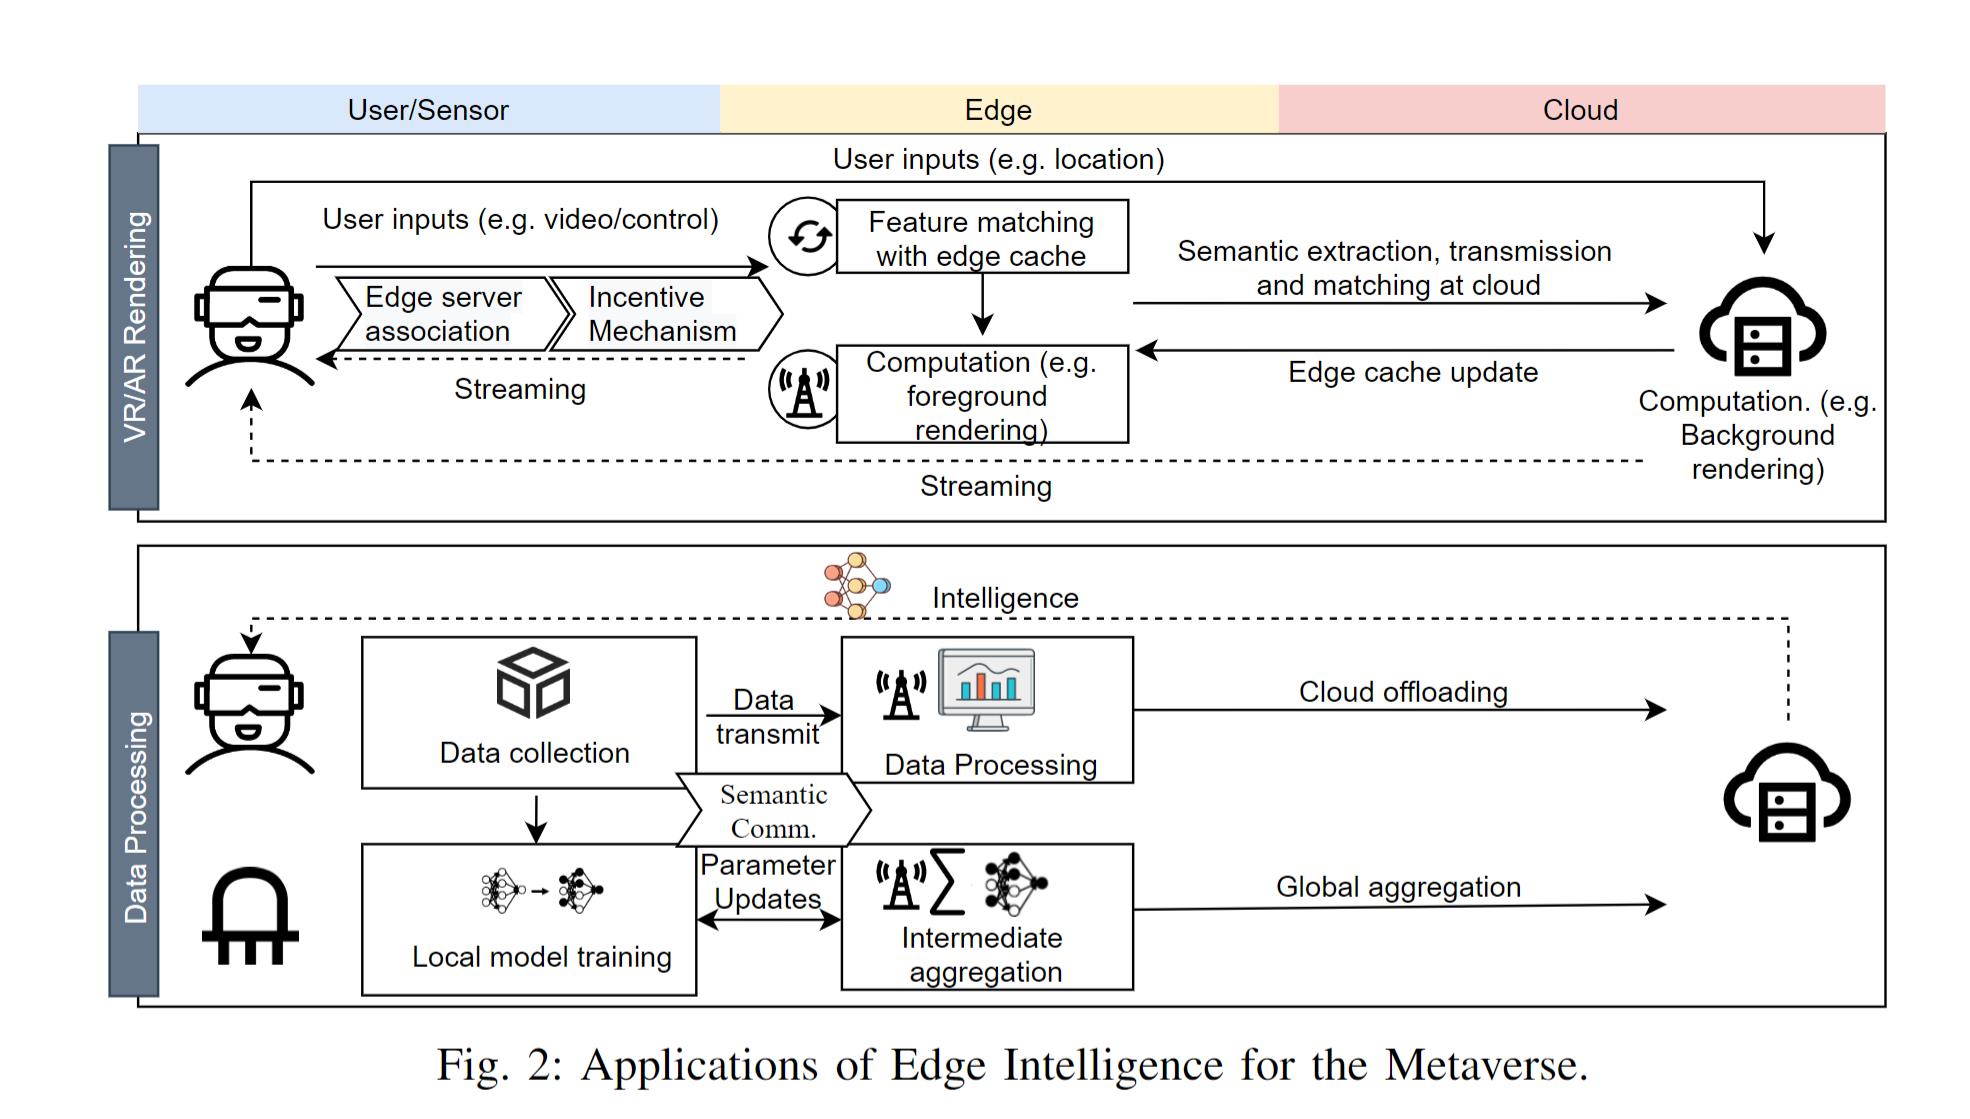 User/Sensor
Edge
Cloud
VR/AR Rendering
User inputs (e.g. location)
User inputs (e.g. video/control)
Edge server
association
Incentive
Mechanism
Streaming
Feature matching
with edge cache
Computation (e.g.
foreground
rendering)
Semantic extraction, transmission
and matching at cloud
Edge cache update
Computation. (e.g.
Background
rendering)
Streaming
Data Processing
Intelligence
Data collection
Data
transmit
Data Processing
Cloud offloading
Semantic
Comm.
Local model training
Parameter
Updates
Intermediate
aggregation
Global aggregation
Fig. 2: Applications of Edge Intelligence for the Metaverse.